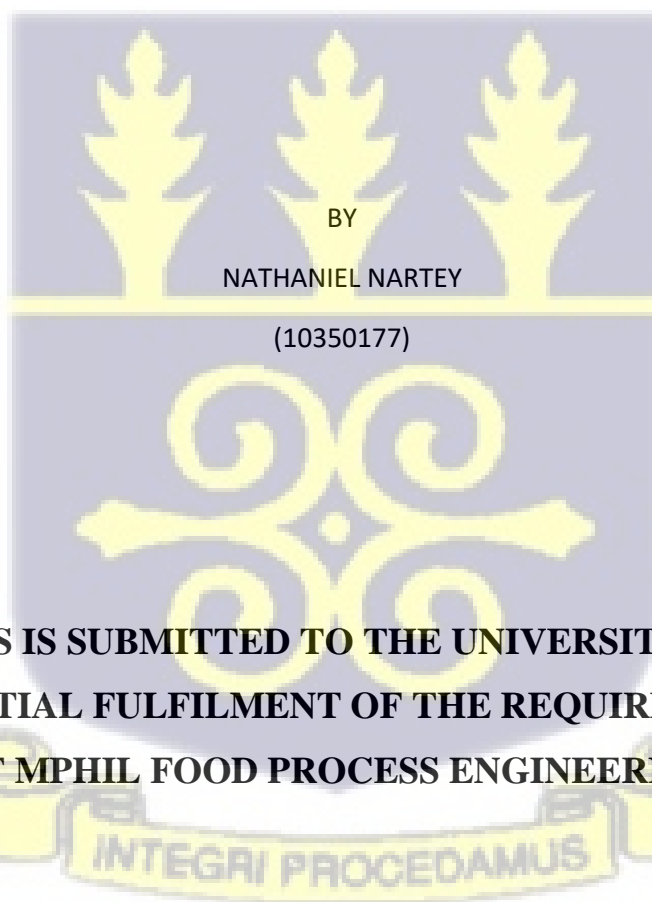 BY
NATHANIEL NARTEY
(10350177)
S IS SUBMITTED TO THE UNIVERSIT
TIAL FULFILMENT OF THE REQUIR
MPHIL FOOD PROCESS ENGINEER
INTEGRI PROCEDAMUS